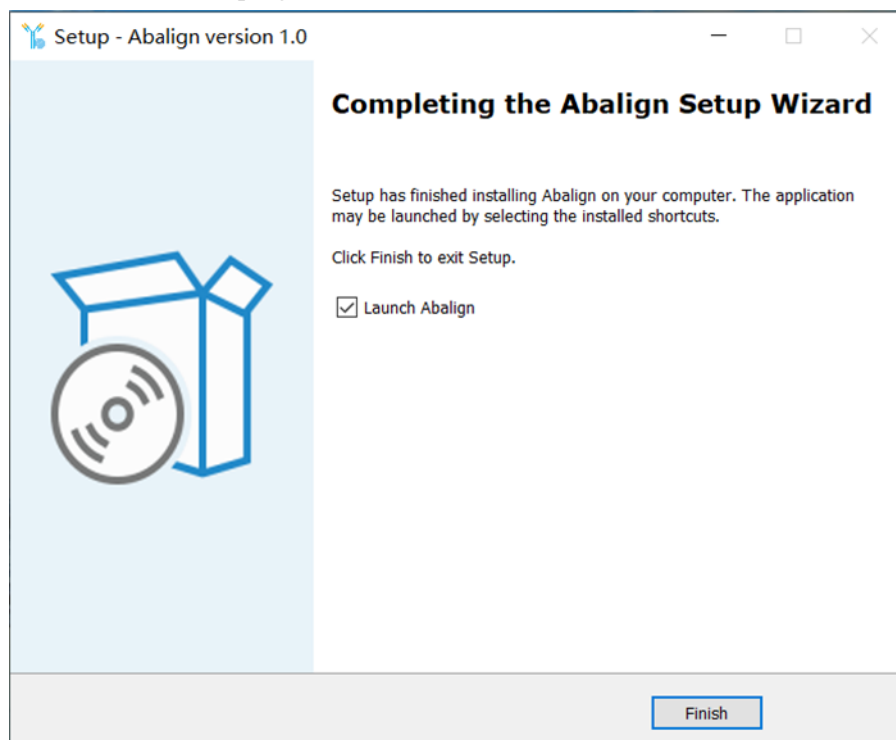 Setup - Abalign version 1.0
Completing the Abalign Setup Wizard
Setup has finished installing Abalign on your computer. The application
may be launched by selecting the installed shortcuts.
Click Finish to exit Setup.
Launch Abalign
Finish